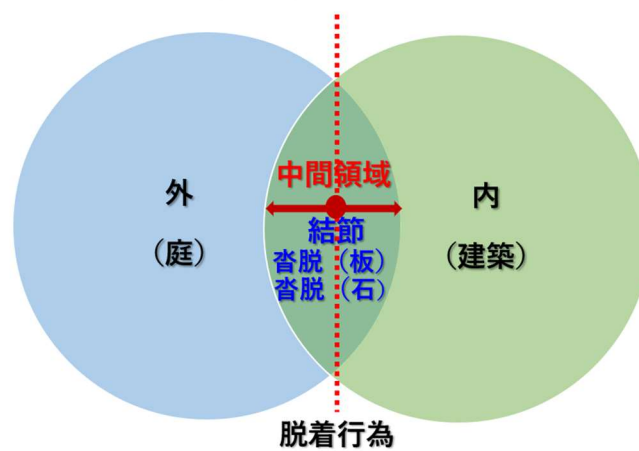 外
（庭）
中間領域
結節
沓脱（板）
沓脱（石）
内
（建築）
脱着行為